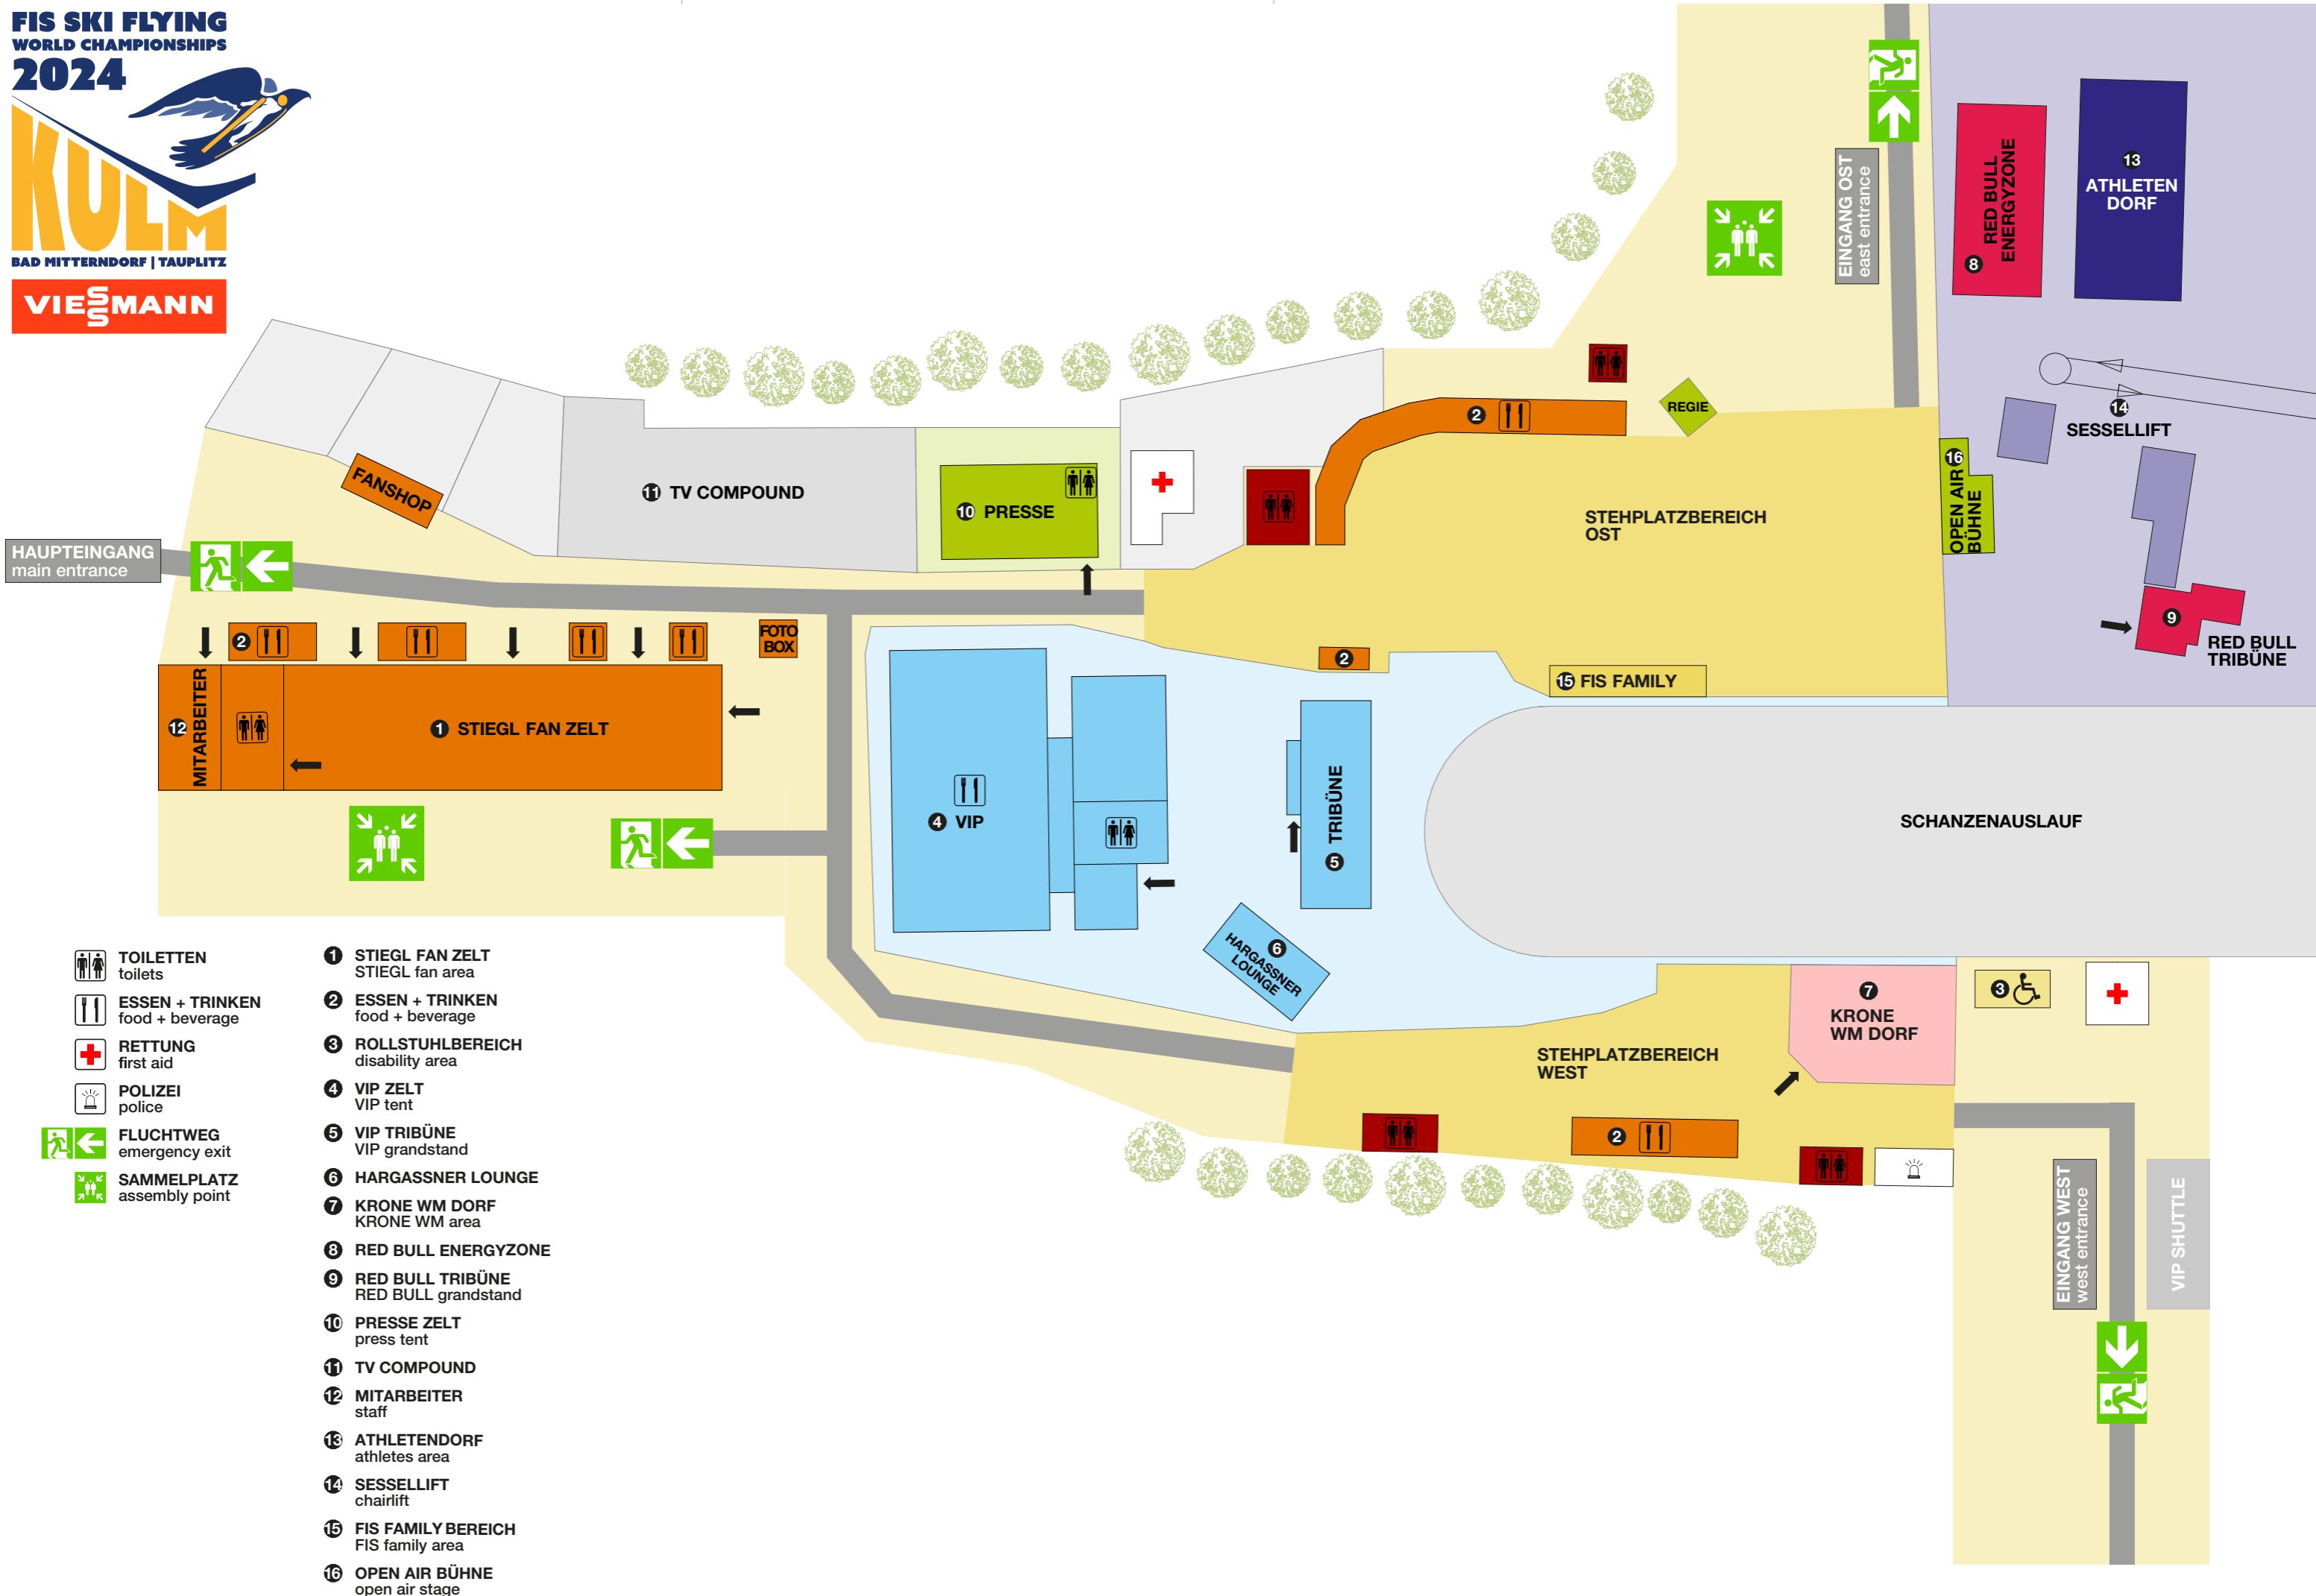 FIS SKI FLYING
WORLD CHAMPIONSHIPS
2024
KULM
BAD MITTERNDORF | TAUPLITZ
VIESSMANN
EINGANG OST
east entrance
8 RED BULL
ENERGYZONE
13
ATHLETEN
DORF
14
SESSELLIFT
REGIE
2
FANSHOP
11 TV COMPOUND
10 PRESSE
STEHPLATZBEREICH
OST
16
OPEN AIR
BÜHNE
HAUPTEINGANG
main entrance
9
RED BULL
TRIBÜNE
2
FOTO
BOX
2
15 FIS FAMILY
12 MITARBEITER
1 STIEGL FAN ZELT
4 VIP
5 TRIBÜNE
SCHANZENAUSLAUF
6
HARGASSNER
LOUNGE
7
KRONE
WM DORF
3
STEHPLATZBEREICH
WEST
2
EINGANG WEST
west entrance
VIP SHUTTLE
TOILETTEN
toilets
ESSEN + TRINKEN
food + beverage
RETTUNG
first aid
POLIZEI
police
FLUCHTWEG
emergency exit
SAMMELPLATZ
assembly point
1 STIEGL FAN ZELT
STIEGL fan area
2 ESSEN + TRINKEN
food + beverage
3 ROLLSTUHLBEREICH
disability area
4 VIP ZELT
VIP tent
5 VIP TRIBÜNE
VIP grandstand
6 HARGASSNER LOUNGE
7 KRONE WM DORF
KRONE WM area
8 RED BULL ENERGYZONE
9 RED BULL TRIBÜNE
RED BULL grandstand
10 PRESSE ZELT
press tent
11 TV COMPOUND
12 MITARBEITER
staff
13 ATHLETENDORF
athletes area
14 SESSELLIFT
chairlift
15 FIS FAMILY BEREICH
FIS family area
16 OPEN AIR BÜHNE
open air stage